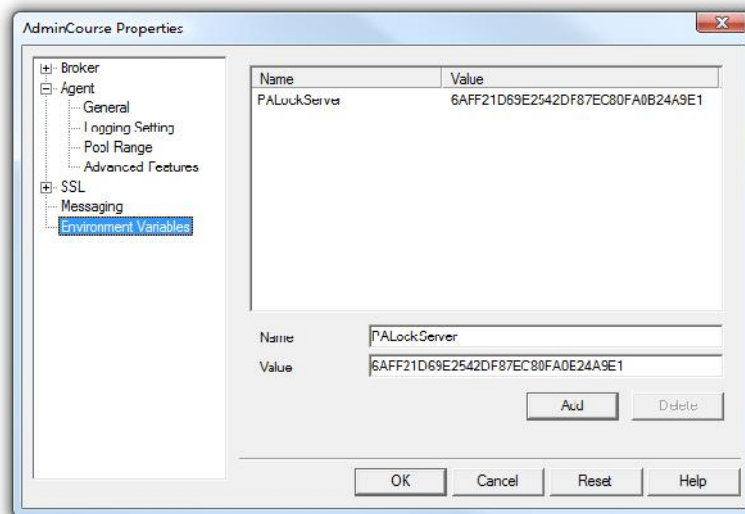 AdminCourse Properties
Broker
Agent
General
Logging Setting
Pool Range
Advanced Features
SSL
Messaging
Environment Variables
Name Value
PALockServer 6AFF21D69E2542DF87EC80FA0B24A9E1
Name PALockServer
Value 6AFF21D69E2542DF87EC80FA0E24A9E1
Add Delete
OK Cancel Reset Help